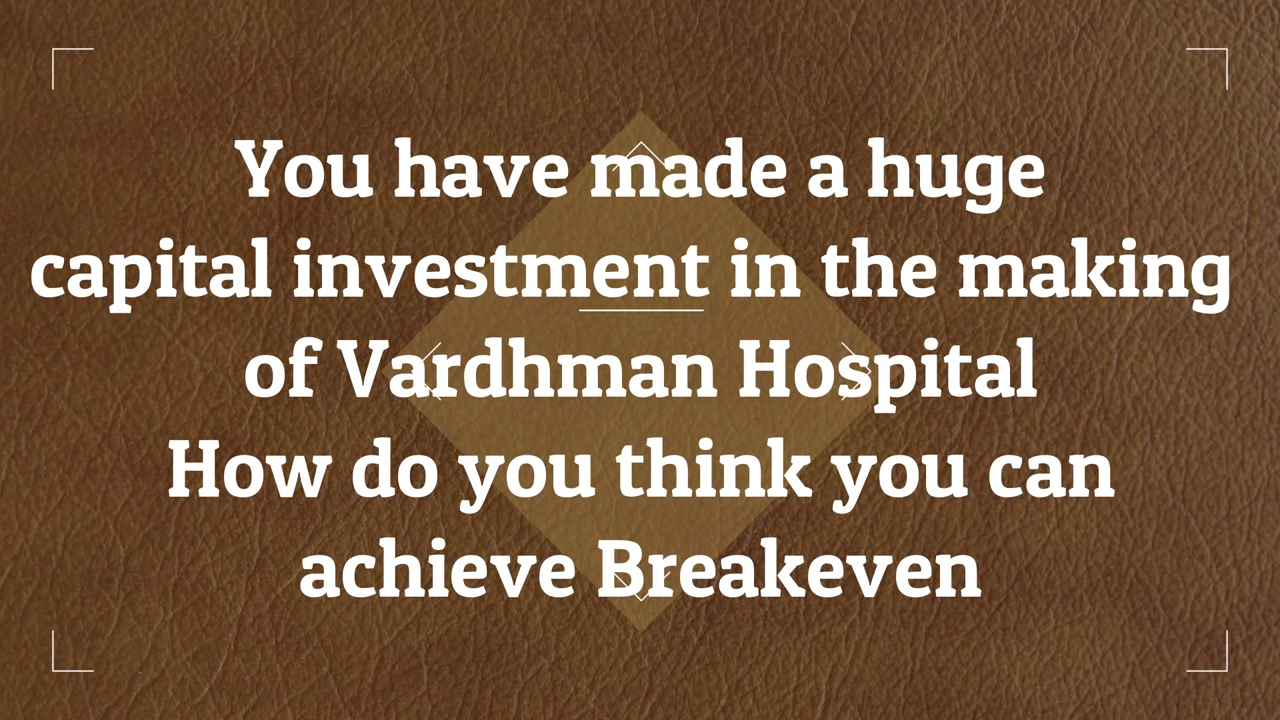 You have made a huge
capital investment in the making
of Vardhman Hospital
How do you think you can
achieve Breakeven